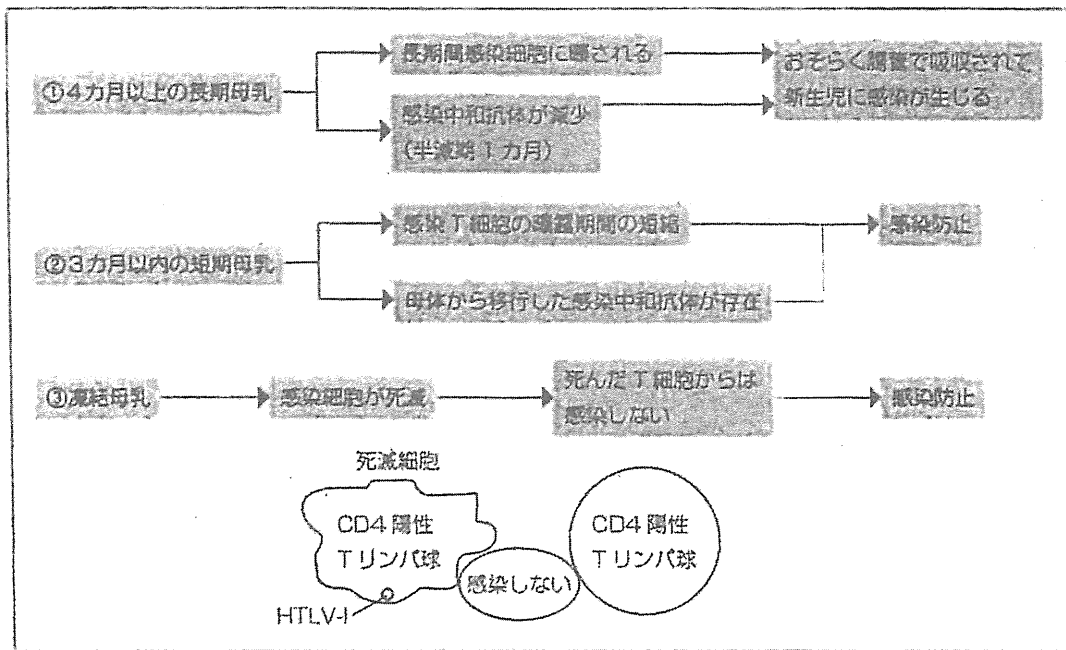 長期間感染細胞に曝される
①4カ月以上の長期母乳
おそらく腸管で吸収されて
新生児に感染が生じる
感染中和抗体が減少
(半減期1カ月)
感染T細胞の曝露期間の短縮
感染防止
②3カ月以内の短期母乳
母体から移行した感染中和抗体が存在
③凍結母乳
感染細胞が死滅
死んだT細胞からは
感染しない
感染防止
死滅細胞
CD4陽性
Tリンパ球
CD4陽性
Tリンパ球
感染しない
HTLV-I